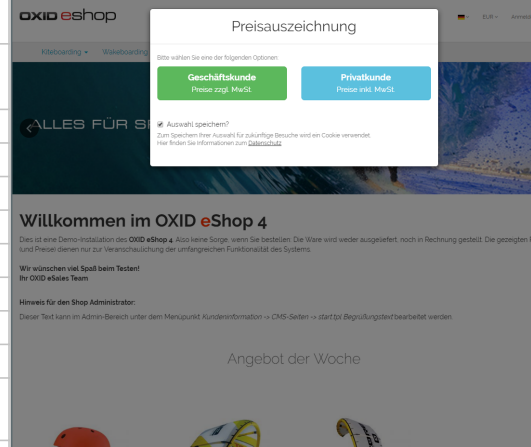 OXID eShop
EUR
Kiteboarding
Wakeboarding
Preisauszeichnung
Bitte wählen Sie eine der folgenden Optionen:
Geschäftskunde
Preise zzgl. MwSt.
Privatkunde
Preise inkl. MwSt.
Auswahl speichern?
Zum Speichern Ihrer Auswahl für zukünftige Besuche wird ein Cookie verwendet.
Hier finden Sie Informationen zum Datenschutz
ALLES FÜR
Willkommen im OXID eShop 4
Dies ist eine Demo-Installation des OXID eShop 4. Also keine Sorge, wenn Sie bestellen: Die Ware wird weder ausgeliefert, noch in Rechnung gestellt. Die gezeigten
(und Preise) dienen nur zur Veranschaulichung der umfangreichen Funktionalität des Systems.
Wir wünschen viel Spaß beim Testen!
Ihr OXID eSales Team
Hinweis für den Shop Administrator:
Dieser Text kann im Admin-Bereich unter dem Menüpunkt Kundeninformation -> CMS-Seiten -> start.tpl Begrüßungstext bearbeitet werden.
Angebot der Woche